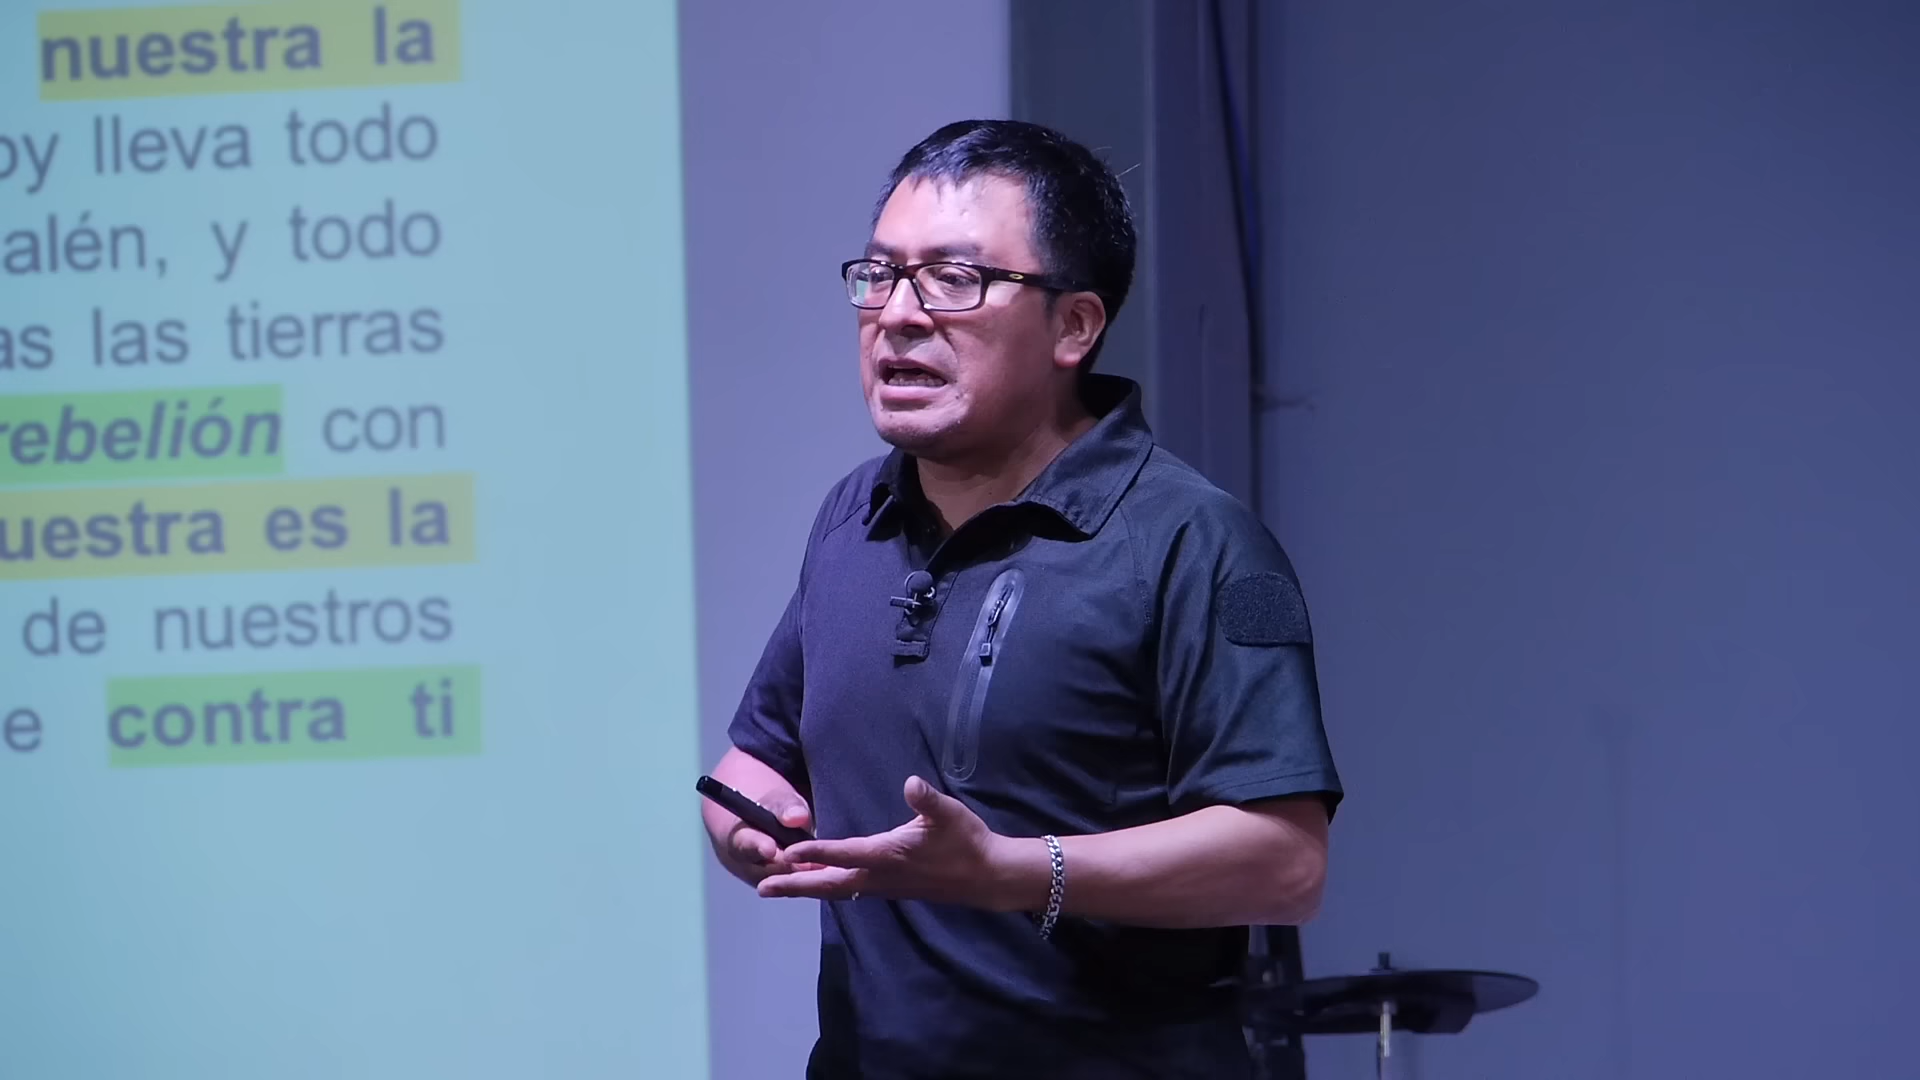 nuestra la
oy lleva todo
alén, y todo
as las tierras
rebelión con
uestra es la
de nuestros
e contra ti